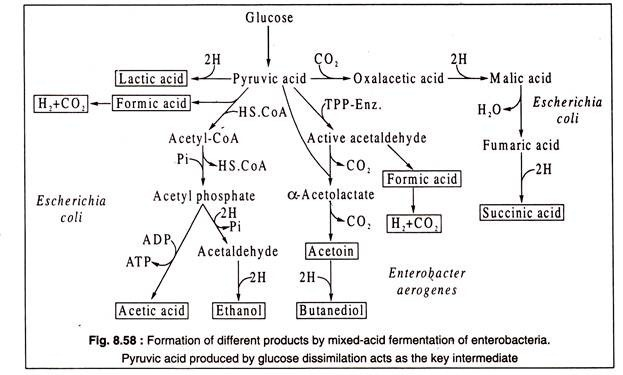 Glucose
2H
CO₂
2H
Lactic acid
Pyruvic acid
Oxalacetic acid
Malic acid
H₂+CO₂
Formic acid
HS.CoA
TPP-Enz.
H₂O
Escherichia
coli
Acetyl-CoA
Active acetaldehyde
Fumaric acid
Pi
HS.CoA
CO₂
2H
Formic acid
Escherichia
coli
Acetyl phosphate
α-Acetolactate
Succinic acid
2H
Pi
CO₂
H₂+CO₂
ADP
ATP
Acetaldehyde
Acetoin
Enterobacter
aerogenes
2H
2H
Acetic acid
Ethanol
Butanediol
Fig. 8.58 : Formation of different products by mixed-acid fermentation of enterobacteria.
Pyruvic acid produced by glucose dissimilation acts as the key intermediate